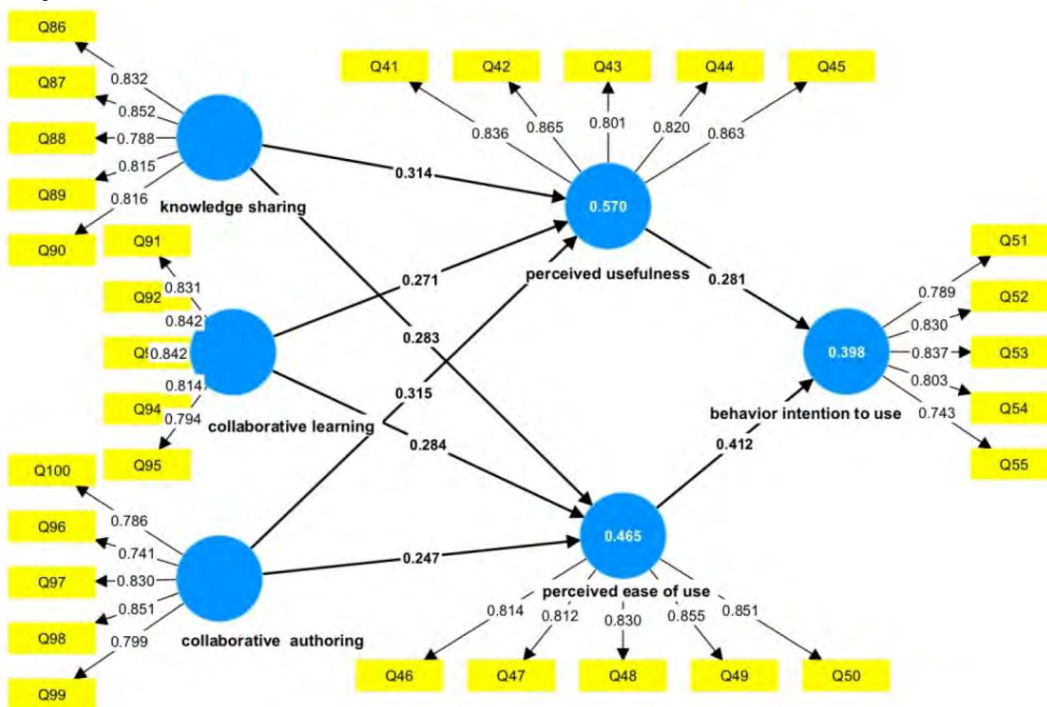 Q86
0.832
Q87
0.852
Q88
0.788
Q89
0.815
Q90
0.816
knowledge sharing
Q41
Q42
Q43
Q44
Q45
0.836
0.865
0.801
0.820
0.863
0.570
perceived usefulness
0.314
0.271
0.283
0.315
0.284
0.247
0.281
0.412
Q91
0.831
Q92
0.842
0.842
0.814
Q94
0.794
Q95
collaborative learning
Q100
0.786
Q96
0.741
Q97
0.830
Q98
0.851
Q99
0.799
collaborative authoring
0.465
perceived ease of use
0.814
0.812
0.830
0.855
0.851
Q46
Q47
Q48
Q49
Q50
0.398
behavior intention to use
Q51
0.789
Q52
0.830
Q53
0.837
Q54
0.803
Q55
0.743